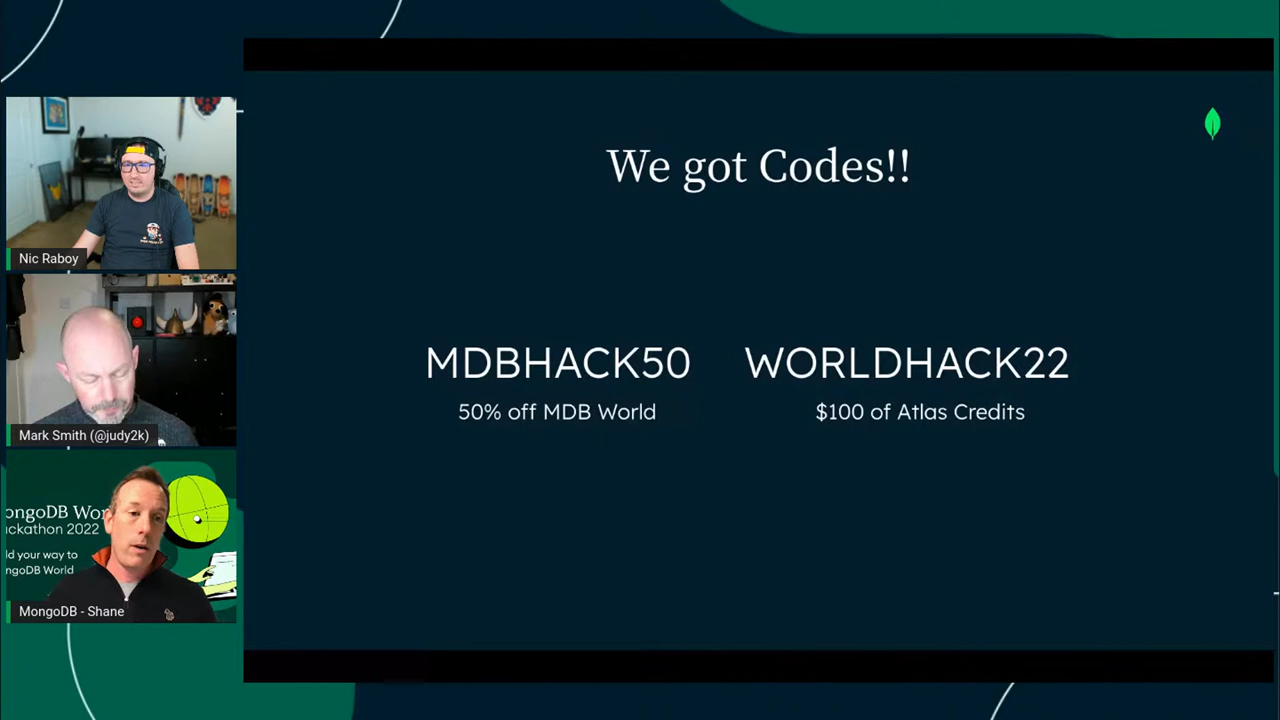 We got Codes!!
MDBHACK50
50% off MDB World
WORLDHACK22
$100 of Atlas Credits
Nic Raboy
Mark Smith (@judy2k)
ongoDB Wor
ackathon 2022
ld your way to
ngoDB World
MongoDB - Shane